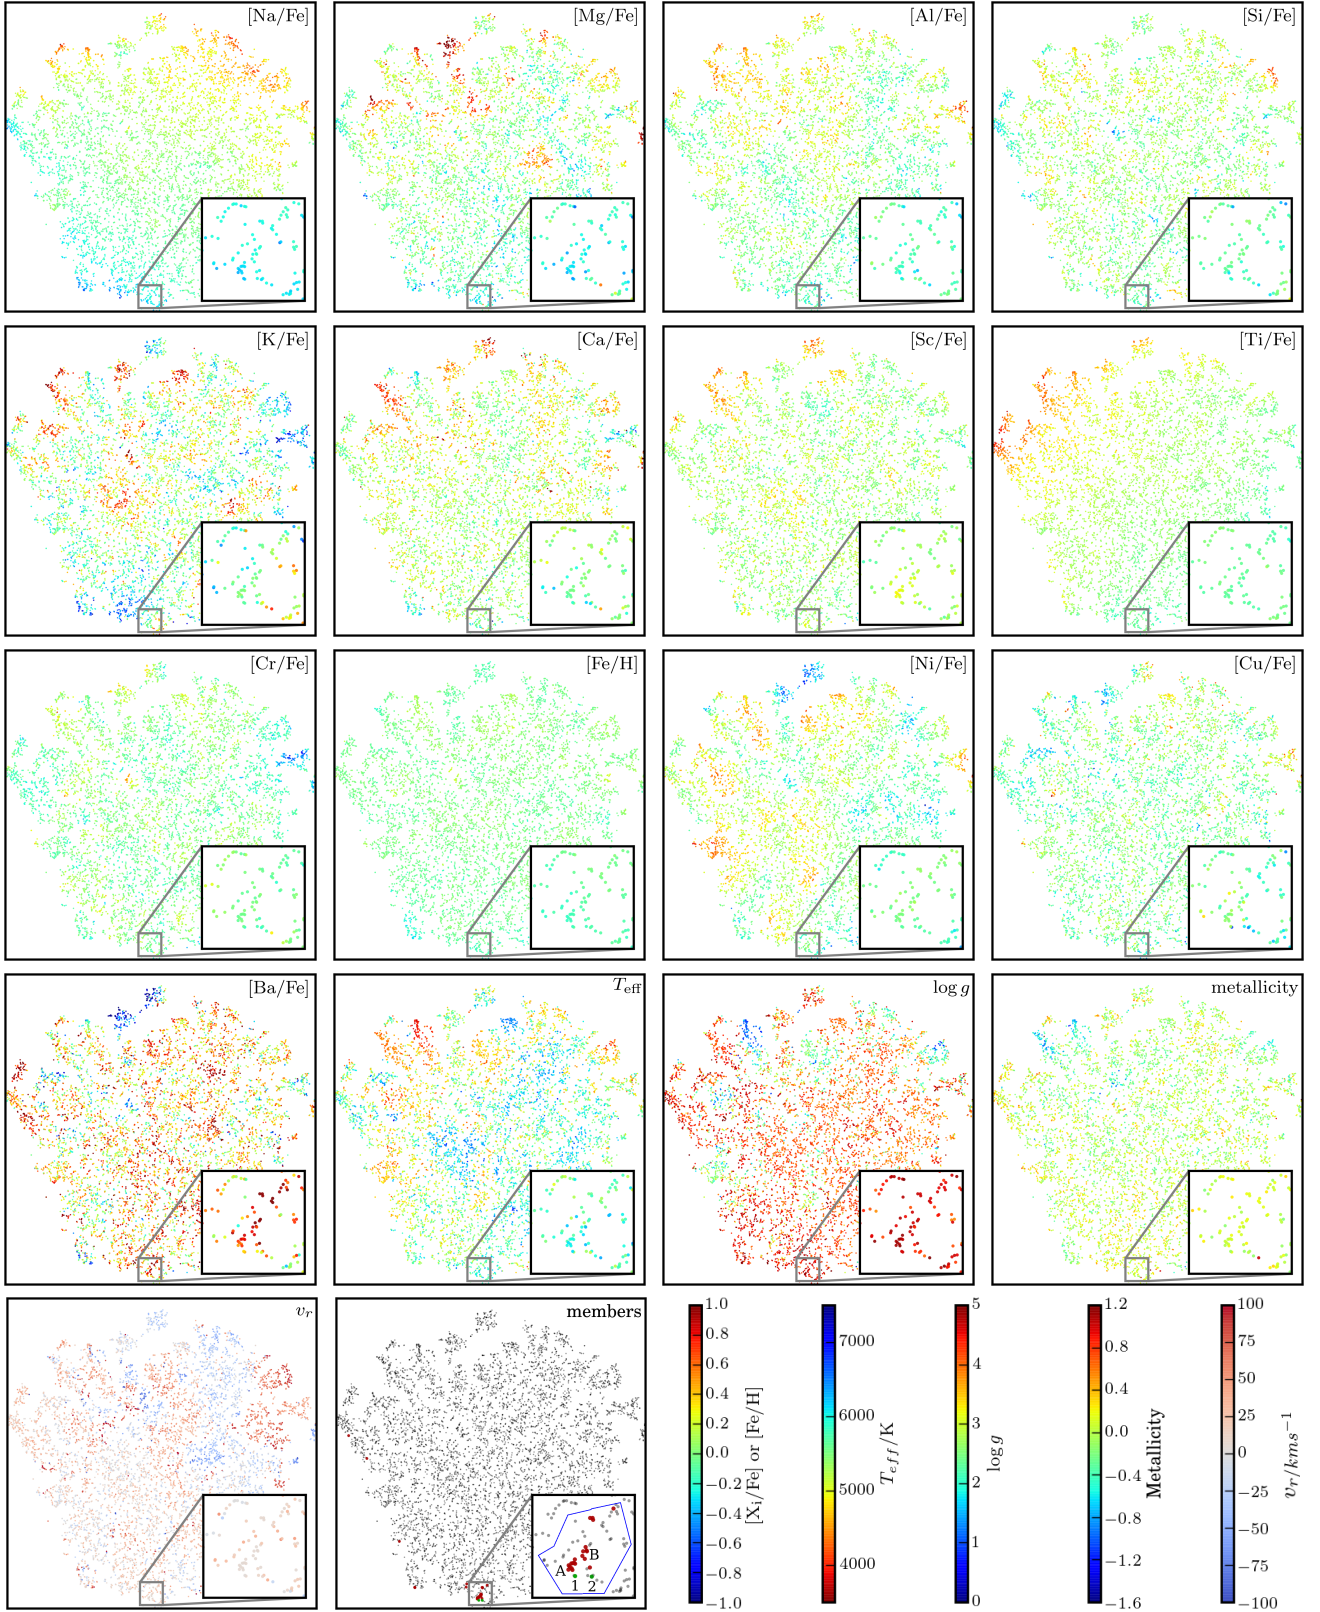 [Na/Fe]
[Mg/Fe]
[Al/Fe]
[Si/Fe]
[K/Fe]
[Ca/Fe]
[Sc/Fe]
[Ti/Fe]
[Cr/Fe]
[Fe/H]
[Ni/Fe]
[Cu/Fe]
[Ba/Fe]
T_eff
log g
metallicity
v_r
members
A
B
1 2
1.0
0.8
0.6
0.4
0.2
0.0
−0.2
−0.4
−0.6
−0.8
−1.0
[X_i/Fe] or [Fe/H]
7000
6000
5000
4000
T_eff/K
5
4
3
2
1
0
log g
1.2
0.8
0.4
0.0
−0.4
−0.8
−1.2
−1.6
Metallicity
100
75
50
25
0
−25
−50
−75
−100
v_r/kms⁻¹